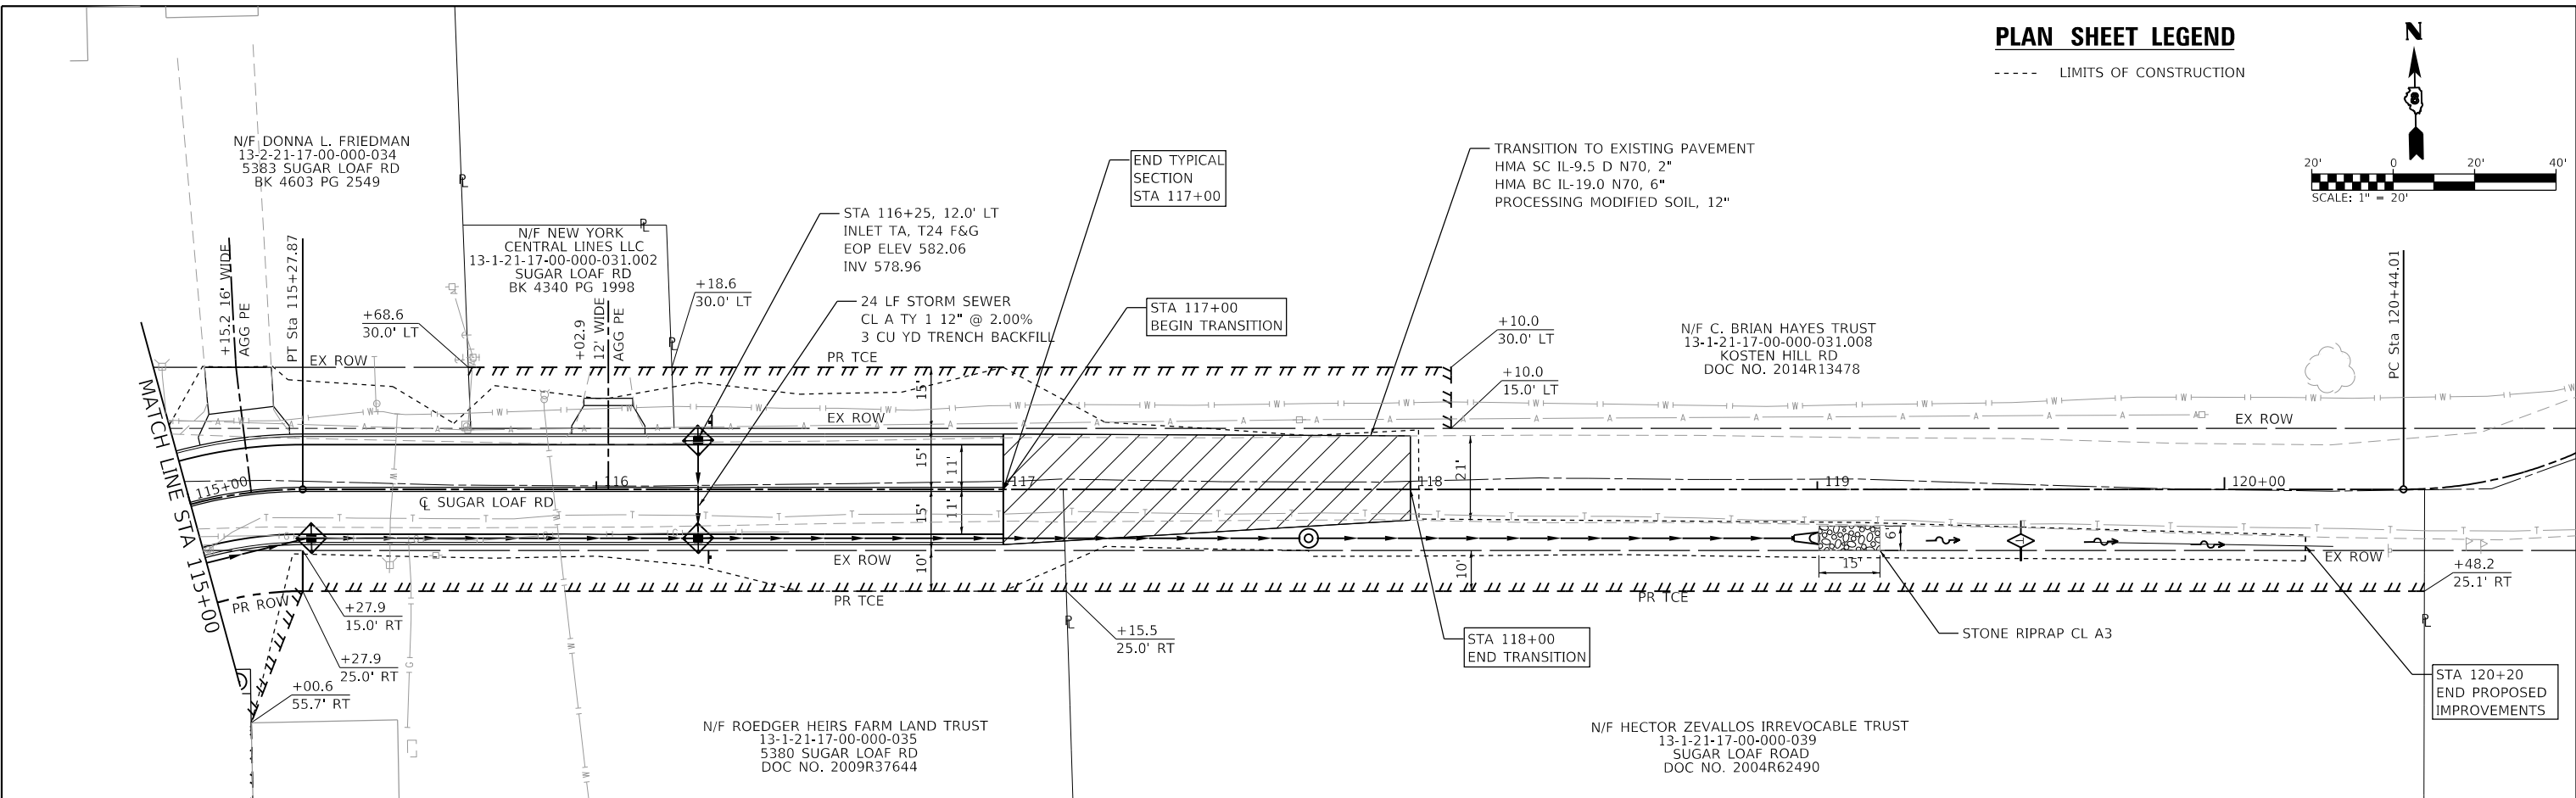 PLAN SHEET LEGEND
LIMITS OF CONSTRUCTION
N
20' 0 20' 40'
SCALE: 1" = 20'
N/F DONNA L. FRIEDMAN
13-2-21-17-00-000-034
5383 SUGAR LOAF RD
BK 4603 PG 2549
N/F NEW YORK
CENTRAL LINES LLC
13-1-21-17-00-000-031.002
SUGAR LOAF RD
BK 4340 PG 1998
STA 116+25, 12.0' LT
INLET TA, T24 F&G
EOP ELEV 582.06
INV 578.96
24 LF STORM SEWER
CL A TY 1 12" @ 2.00%
3 CU YD TRENCH BACKFILL
END TYPICAL
SECTION
STA 117+00
STA 117+00
BEGIN TRANSITION
TRANSITION TO EXISTING PAVEMENT
HMA SC IL-9.5 D N70, 2"
HMA BC IL-19.0 N70, 6"
PROCESSING MODIFIED SOIL, 12"
N/F C. BRIAN HAYES TRUST
13-1-21-17-00-000-031.008
KOSTEN HILL RD
DOC NO. 2014R13478
+15.2 16' WIDE
AGG PE
PT Sta 115+27.87
+68.6
30.0' LT
+02.9
12' WIDE
AGG PE
+18.6
30.0' LT
+10.0
30.0' LT
+10.0
15.0' LT
PC Sta 120+44.01
EX ROW
PR TCE
EX ROW
EX ROW
15'
15'
11'
15'
11'
10'
21'
10'
MATCH LINE STA 115+00
115+00
116
117
118
119
120+00
℄ SUGAR LOAF RD
6'
15'
EX ROW
EX ROW
PR ROW
PR TCE
PR TCE
+27.9
15.0' RT
+27.9
25.0' RT
+00.6
55.7' RT
+15.5
25.0' RT
+48.2
25.1' RT
STA 118+00
END TRANSITION
STONE RIPRAP CL A3
STA 120+20
END PROPOSED
IMPROVEMENTS
N/F ROEDGER HEIRS FARM LAND TRUST
13-1-21-17-00-000-035
5380 SUGAR LOAF RD
DOC NO. 2009R37644
N/F HECTOR ZEVALLOS IRREVOCABLE TRUST
13-1-21-17-00-000-039
SUGAR LOAF ROAD
DOC NO. 2004R62490